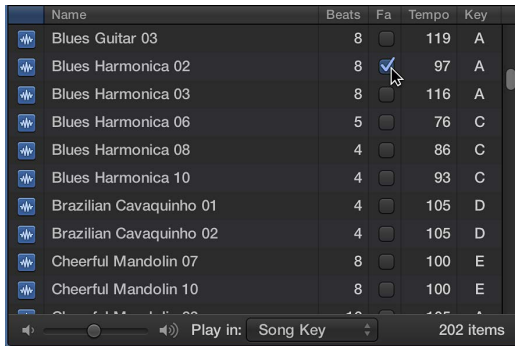 Name Beats Fa Tempo Key
Blues Guitar 03 8 119 A
Blues Harmonica 02 8 97 A
Blues Harmonica 03 8 116 A
Blues Harmonica 06 5 76 C
Blues Harmonica 08 4 86 C
Blues Harmonica 10 4 93 C
Brazilian Cavaquinho 01 4 105 D
Brazilian Cavaquinho 02 4 105 D
Cheerful Mandolin 07 8 100 E
Cheerful Mandolin 10 8 100 E
Play in: Song Key 202 items